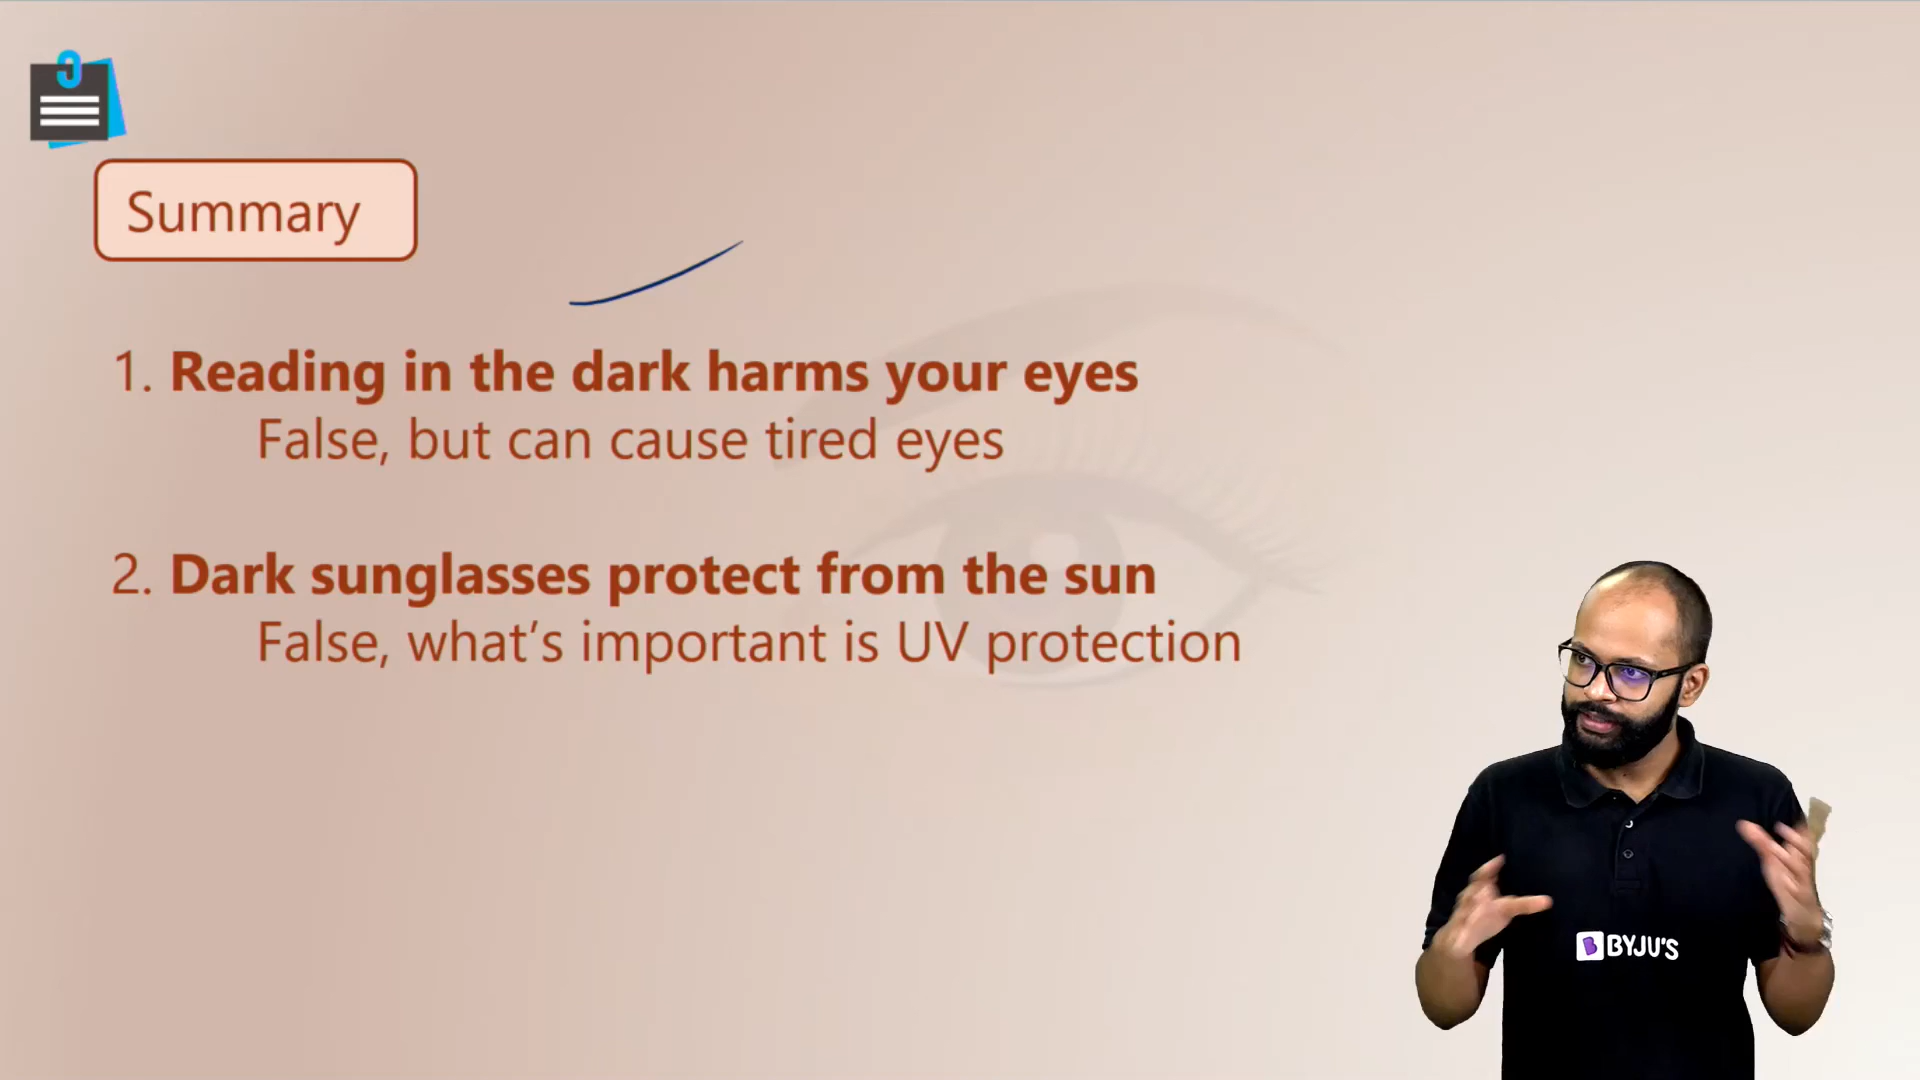 Summary
1. Reading in the dark harms your eyes
False, but can cause tired eyes
2. Dark sunglasses protect from the sun
False, what's important is UV protection
BYJU'S